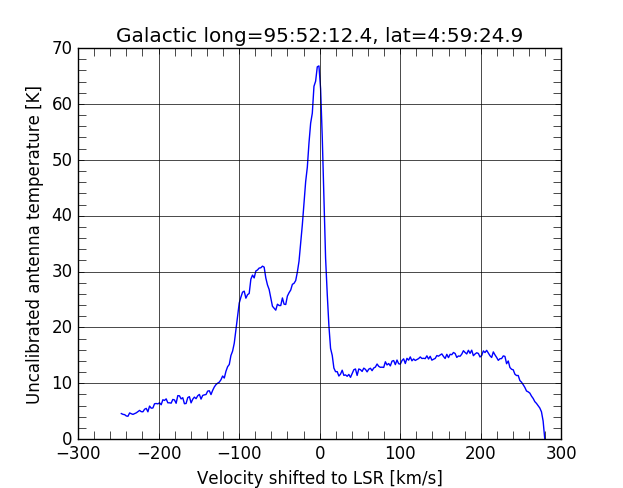 Galactic long=95:52:12.4, lat=4:59:24.9
70
60
50
40
30
20
10
0
Uncalibrated antenna temperature [K]
−300 −200 −100 0 100 200 300
Velocity shifted to LSR [km/s]